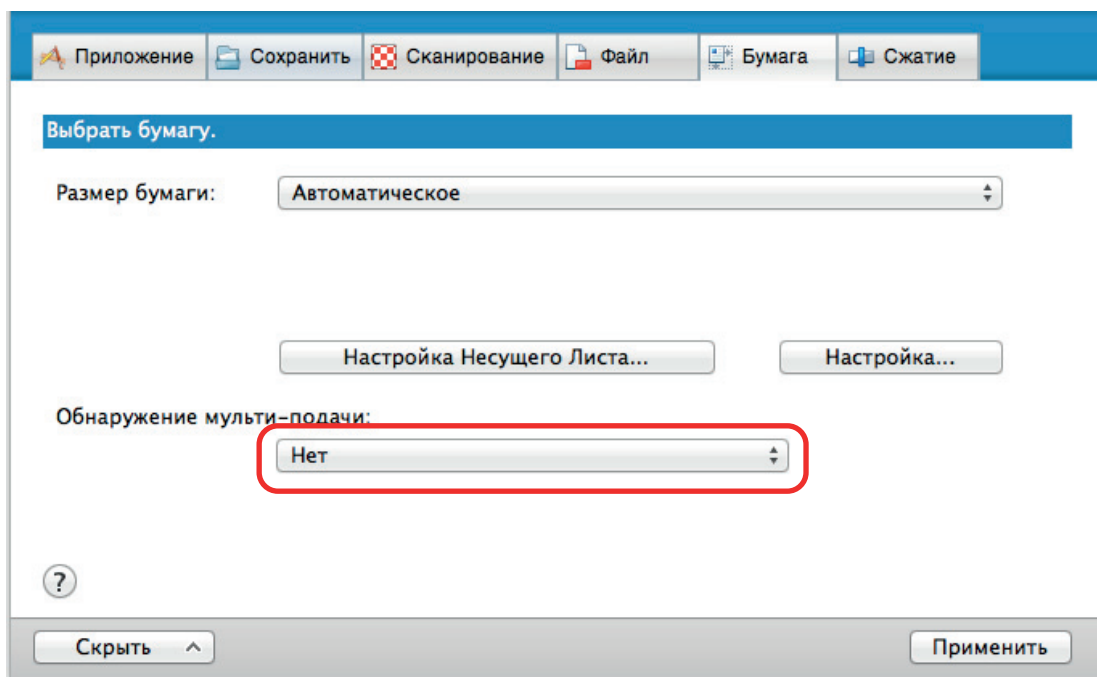 Приложение Сохранить Сканирование Файл Бумага Сжатие
Выбрать бумагу.
Размер бумаги: Автоматическое
Настройка Несущего Листа... Настройка...
Обнаружение мульти-подачи:
Нет
?
Скрыть Применить